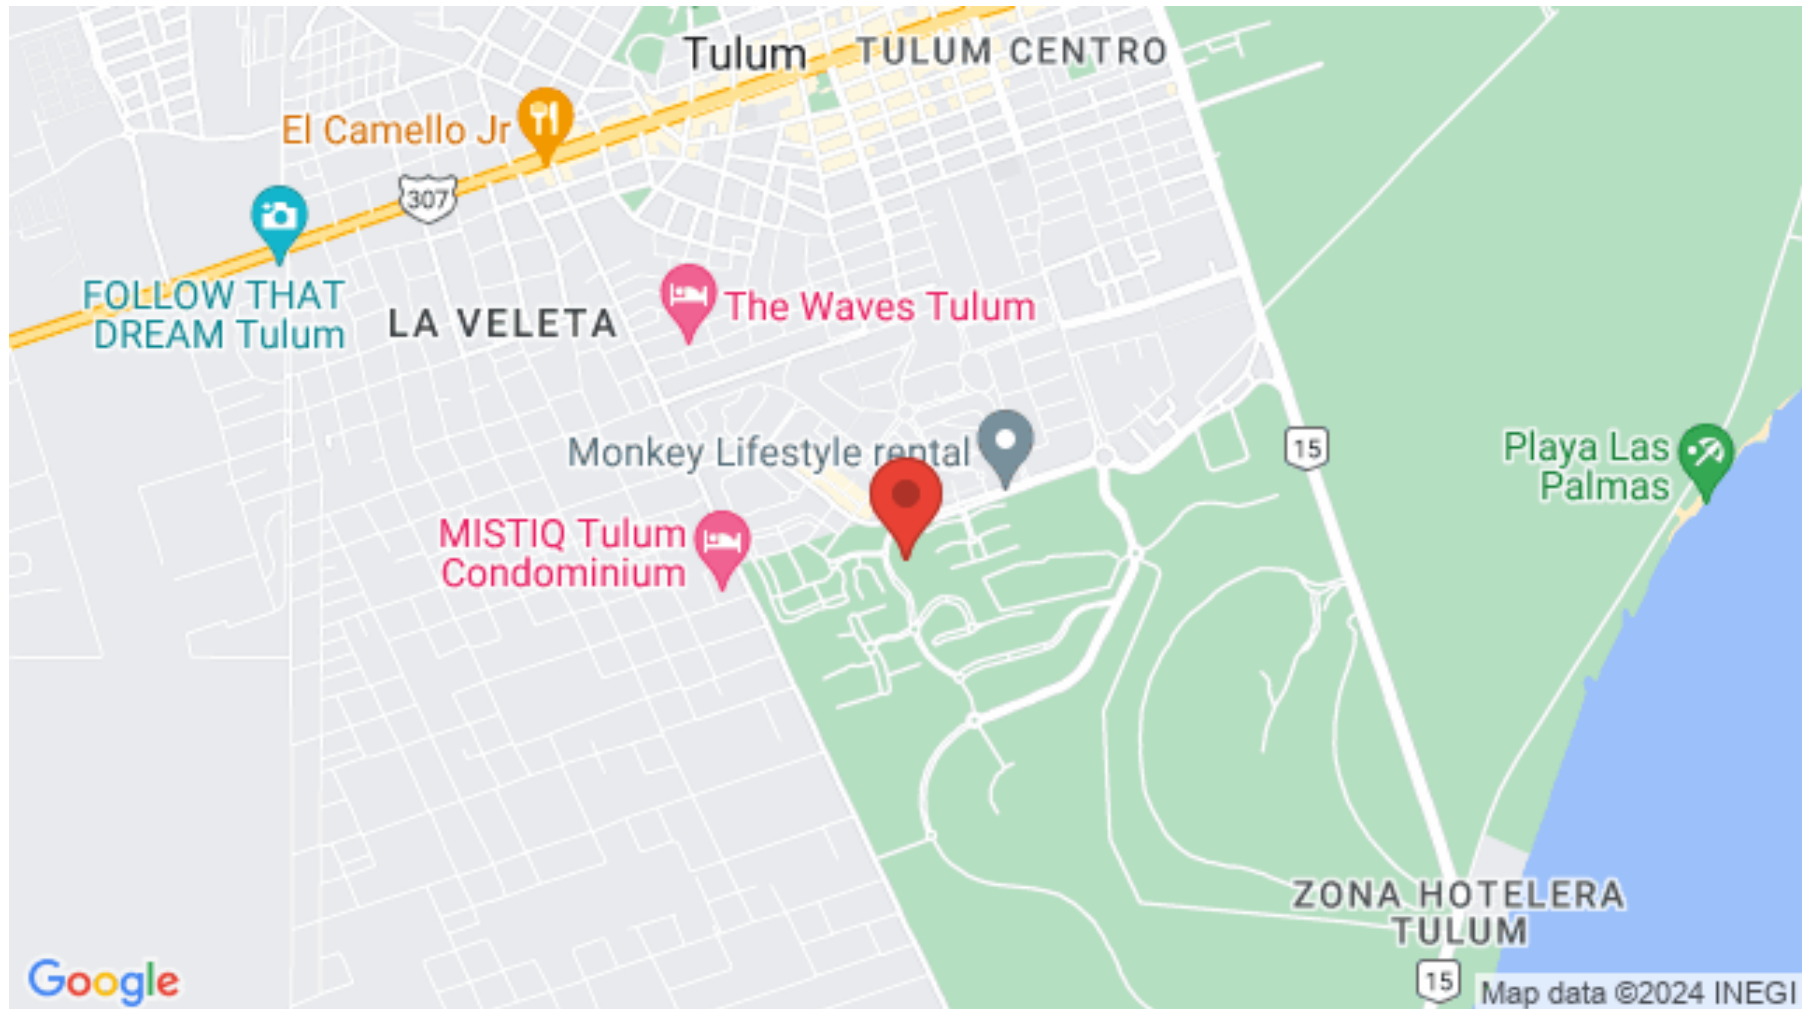 Tulum
TULUM CENTRO
El Camello Jr
307
FOLLOW THAT
DREAM Tulum
LA VELETA
The Waves Tulum
Monkey Lifestyle rental
15
Playa Las
Palmas
MISTIQ Tulum
Condominium
ZONA HOTELERA
TULUM
Google
15
Map data ©2024 INEGI